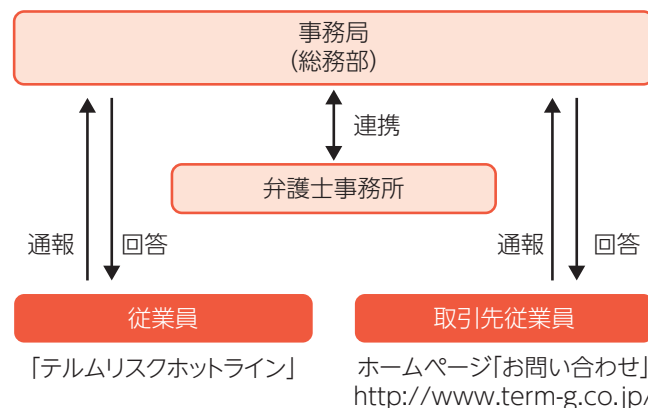 事務局
(総務部)
連携
弁護士事務所
通報
回答
通報
回答
従業員
取引先従業員
「テルムリスクホットライン」
ホームページ「お問い合わせ」
http://www.term-g.co.jp/